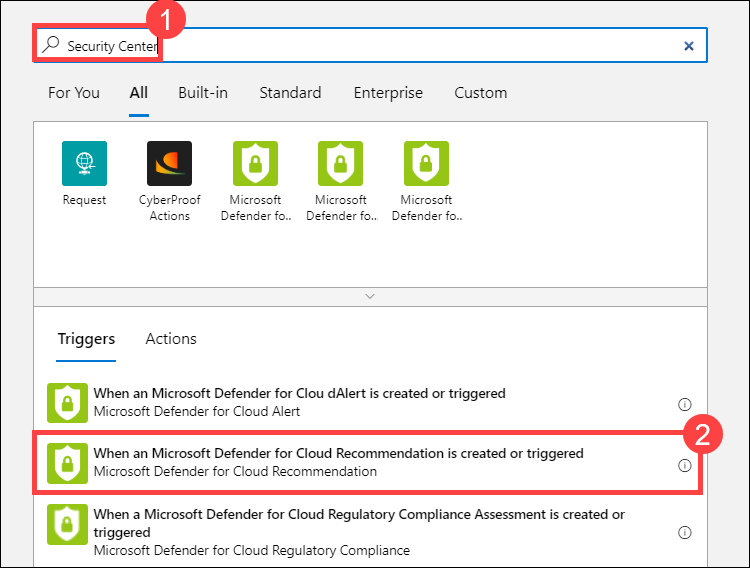 1
Security Center
For You All Built-in Standard Enterprise Custom
Request CyberProof Microsoft Microsoft Microsoft
Actions Defender fo.. Defender fo... Defender fo..
Triggers Actions
When an Microsoft Defender for Clou dAlert is created or triggered
Microsoft Defender for Cloud Alert
2
When an Microsoft Defender for Cloud Recommendation is created or triggered
Microsoft Defender for Cloud Recommendation
When a Microsoft Defender for Cloud Regulatory Compliance Assessment is created or
triggered
Microsoft Defender for Cloud Regulatory Compliance